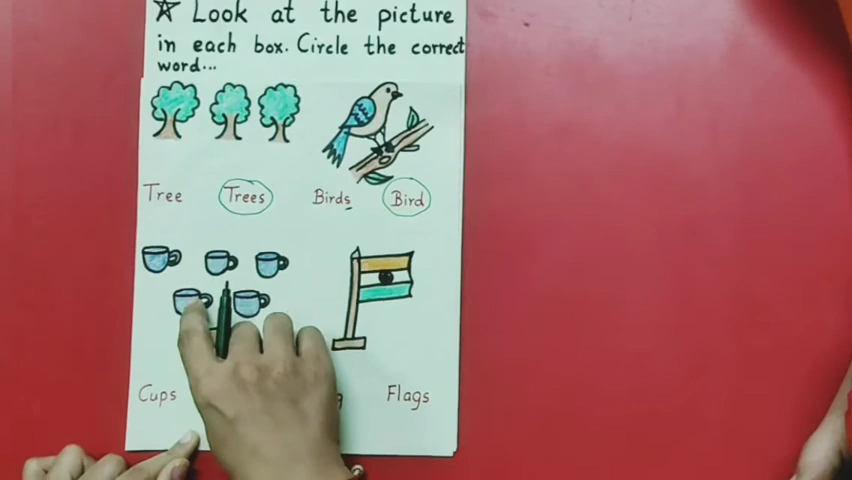 Look at the picture
in each box. Circle the correct
word...
Tree Trees Birds Bird
Cups Flags